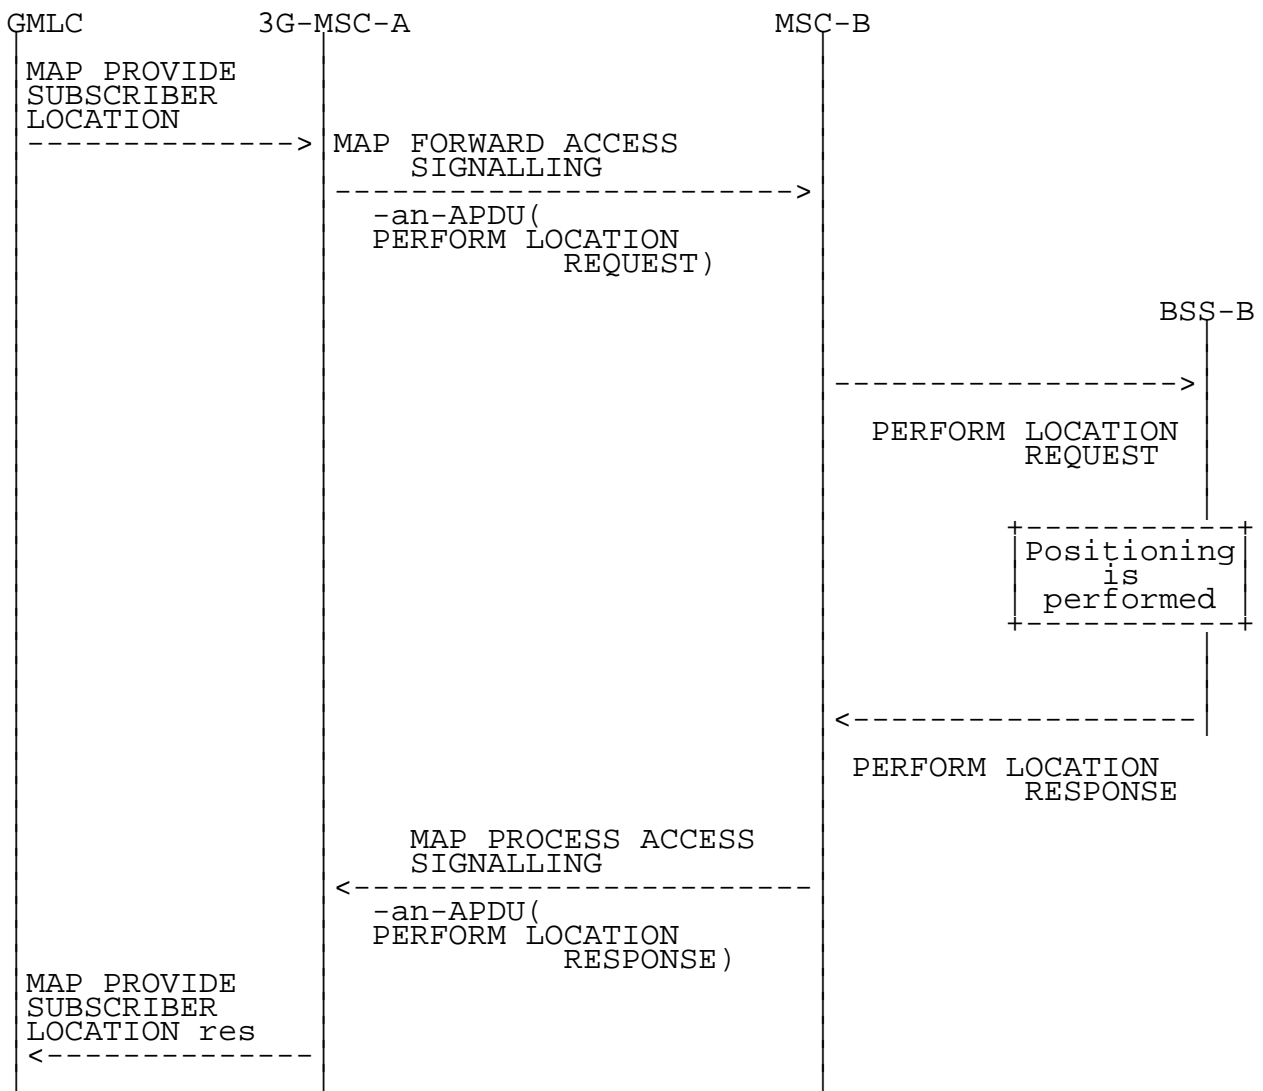 GMLC 3G-MSC-A MSC-B
MAP PROVIDE
SUBSCRIBER
LOCATION
--------------> MAP FORWARD ACCESS
SIGNALLING
------------------------>
-an-APDU(
PERFORM LOCATION
REQUEST)
BSS-B
------------------>
PERFORM LOCATION
REQUEST
+-----------+
|Positioning|
is
performed
+-----------+
<------------------
PERFORM LOCATION
RESPONSE
MAP PROCESS ACCESS
SIGNALLING
<------------------------
-an-APDU(
PERFORM LOCATION
RESPONSE)
MAP PROVIDE
SUBSCRIBER
LOCATION res
<--------------